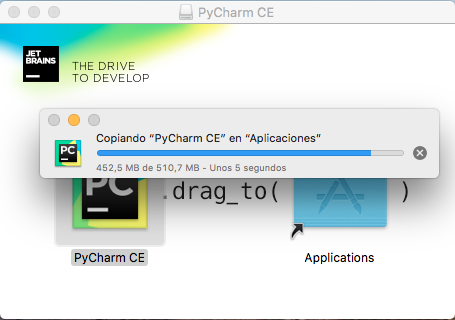 PyCharm CE
JET
BRAINS
THE DRIVE
TO DEVELOP
Copiando “PyCharm CE” en “Aplicaciones”
452,5 MB de 510,7 MB - Unos 5 segundos
PC
PC
.drag_to( )
PyCharm CE
Applications